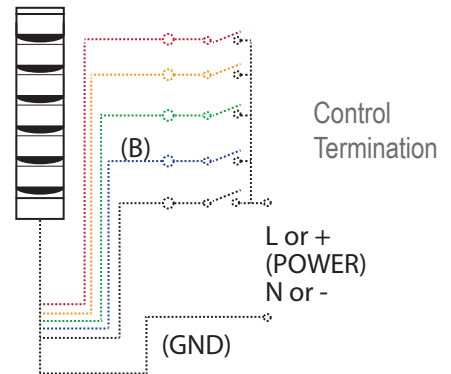 Control
Termination
(B)
L or +
(POWER)
N or -
(GND)